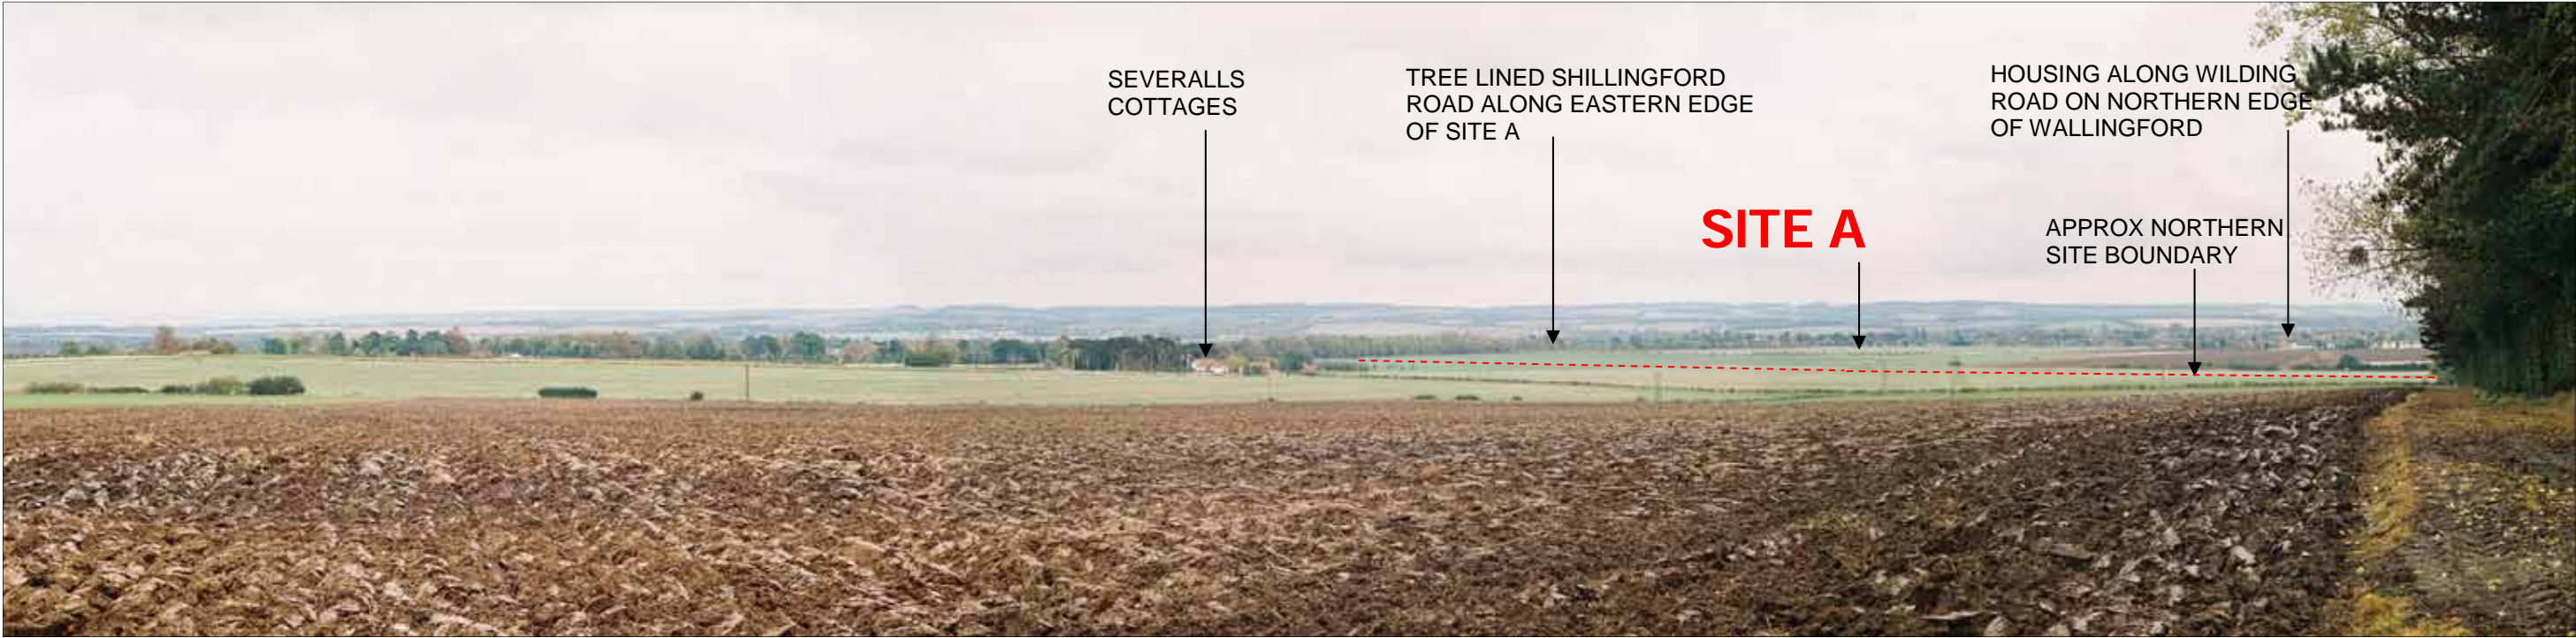 SEVERALLS
COTTAGES
TREE LINED SHILLINGFORD
ROAD ALONG EASTERN EDGE
OF SITE A
SITE A
HOUSING ALONG WILDING
ROAD ON NORTHERN EDGE
OF WALLINGFORD
APPROX NORTHERN
SITE BOUNDARY